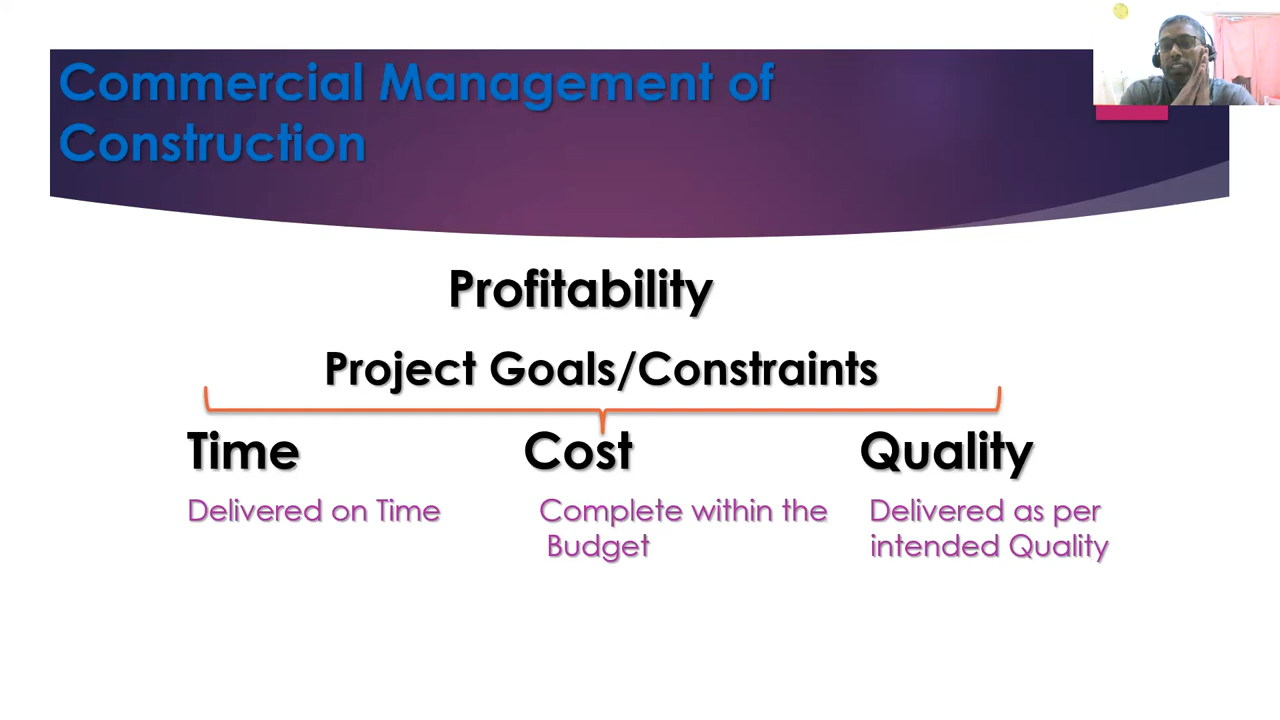 Commercial Management of
Construction
Profitability
Project Goals/Constraints
Time
Cost
Quality
Delivered on Time
Complete within the
Budget
Delivered as per
intended Quality